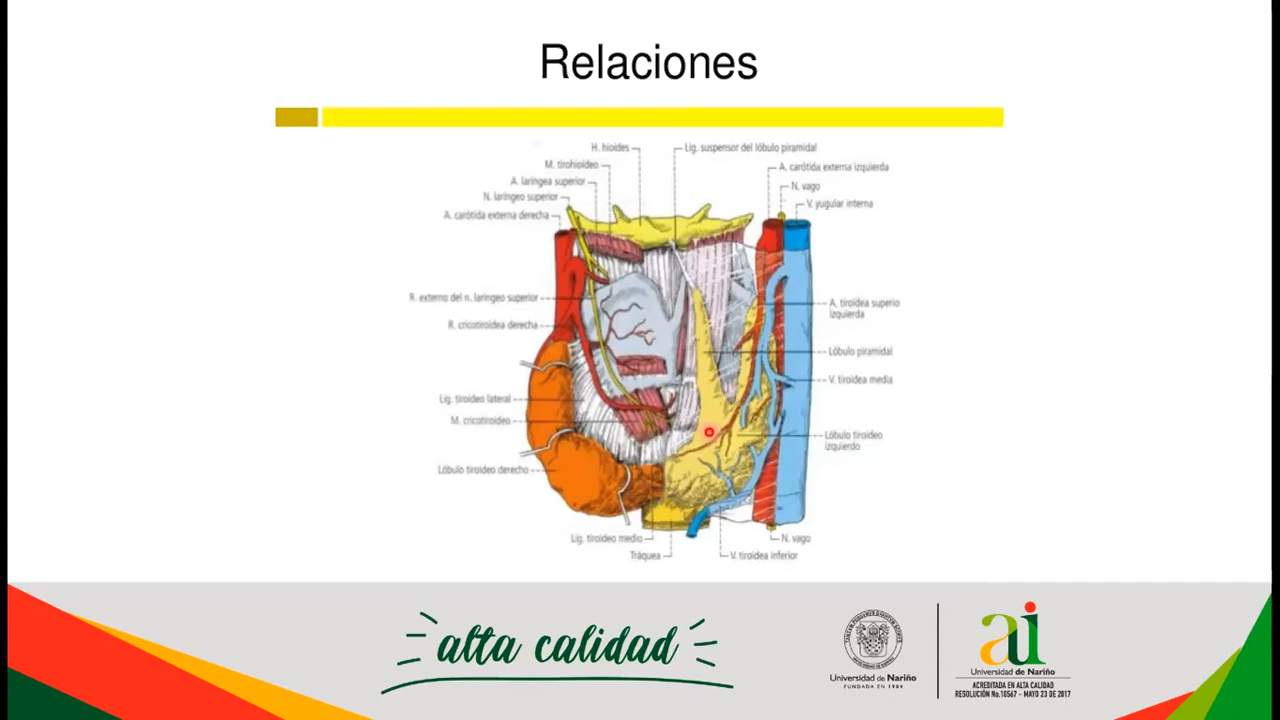 Relaciones
H. hioides
Lig. suspensor del lóbulo piramidal
M. tirohioideo
A. carótida externa izquierda
A. laríngea superior
N. vago
N. laríngeo superior
V. yugular interna
A. carótida externa derecha
R. externo del n. laríngeo superior
A. tiroidea superio
izquierda
R. cricotiroidea derecha
Lóbulo piramidal
V. tiroidea media
Lig. tiroideo lateral
M. cricotiroideo
Lóbulo tiroideo
izquierdo
Lóbulo tiroideo derecho
Lig. tiroideo medio
N. vago
Tráquea
V. tiroidea inferior
alta calidad
Universidad de Nariño
FUNDADA EN 1904
ai
Universidad de Nariño
ACREDITADA EN ALTA CALIDAD
RESOLUCIÓN No.10567 - MAYO 23 DE 2017